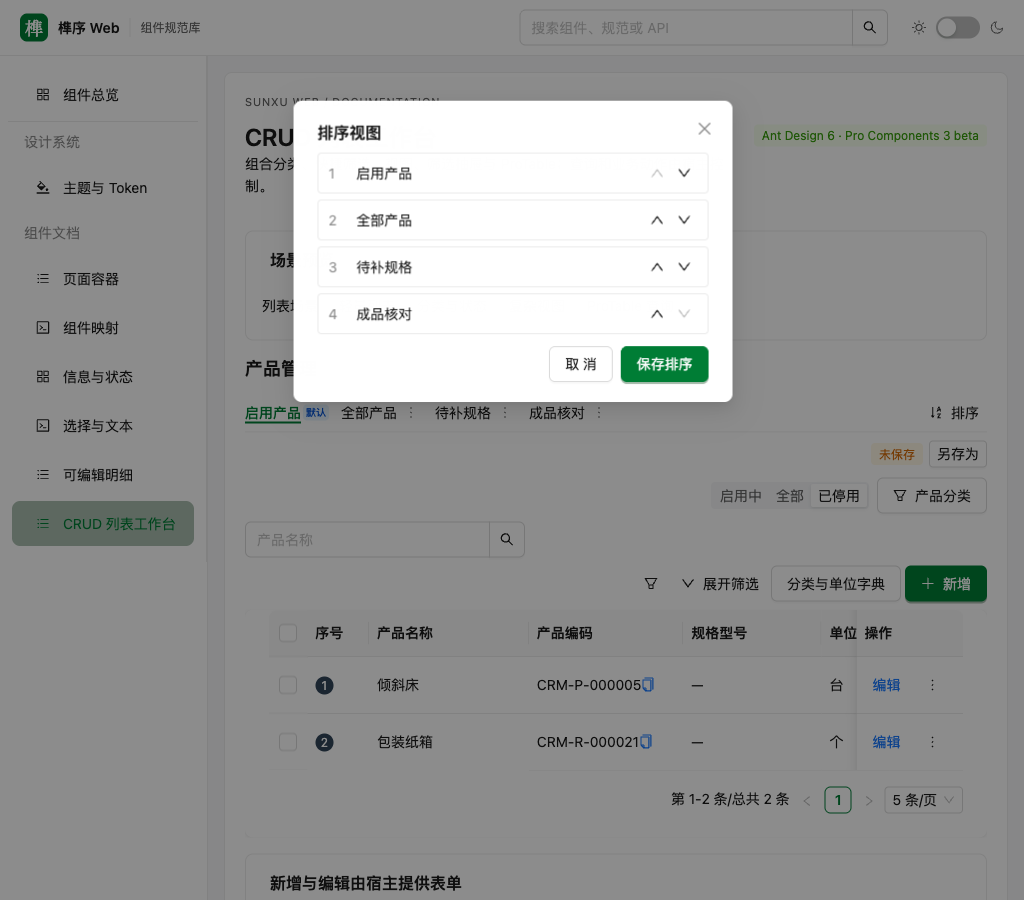 榫 榫序 Web 组件规范库 搜索组件、规范或 API
组件总览
设计系统
主题与 Token
组件文档
页面容器
组件映射
信息与状态
选择与文本
可编辑明细
CRUD 列表工作台
SUNXU WEB / DOCUMENTATION
CRU
Ant Design 6 · Pro Components 3 beta
组合分类
制。
场景
列表
产品管
排序视图
1 启用产品
2 全部产品
3 待补规格
4 成品核对
取 消 保存排序
启用产品 默认 全部产品 待补规格 成品核对 排序
未保存 另存为
启用中 全部 已停用 产品分类
产品名称
展开筛选 分类与单位字典 新增
序号 产品名称 产品编码 规格型号 单位 操作
1 倾斜床 CRM-P-000005 — 台 编辑
2 包装纸箱 CRM-R-000021 — 个 编辑
第 1-2 条/总共 2 条 1 5 条/页
新增与编辑由宿主提供表单